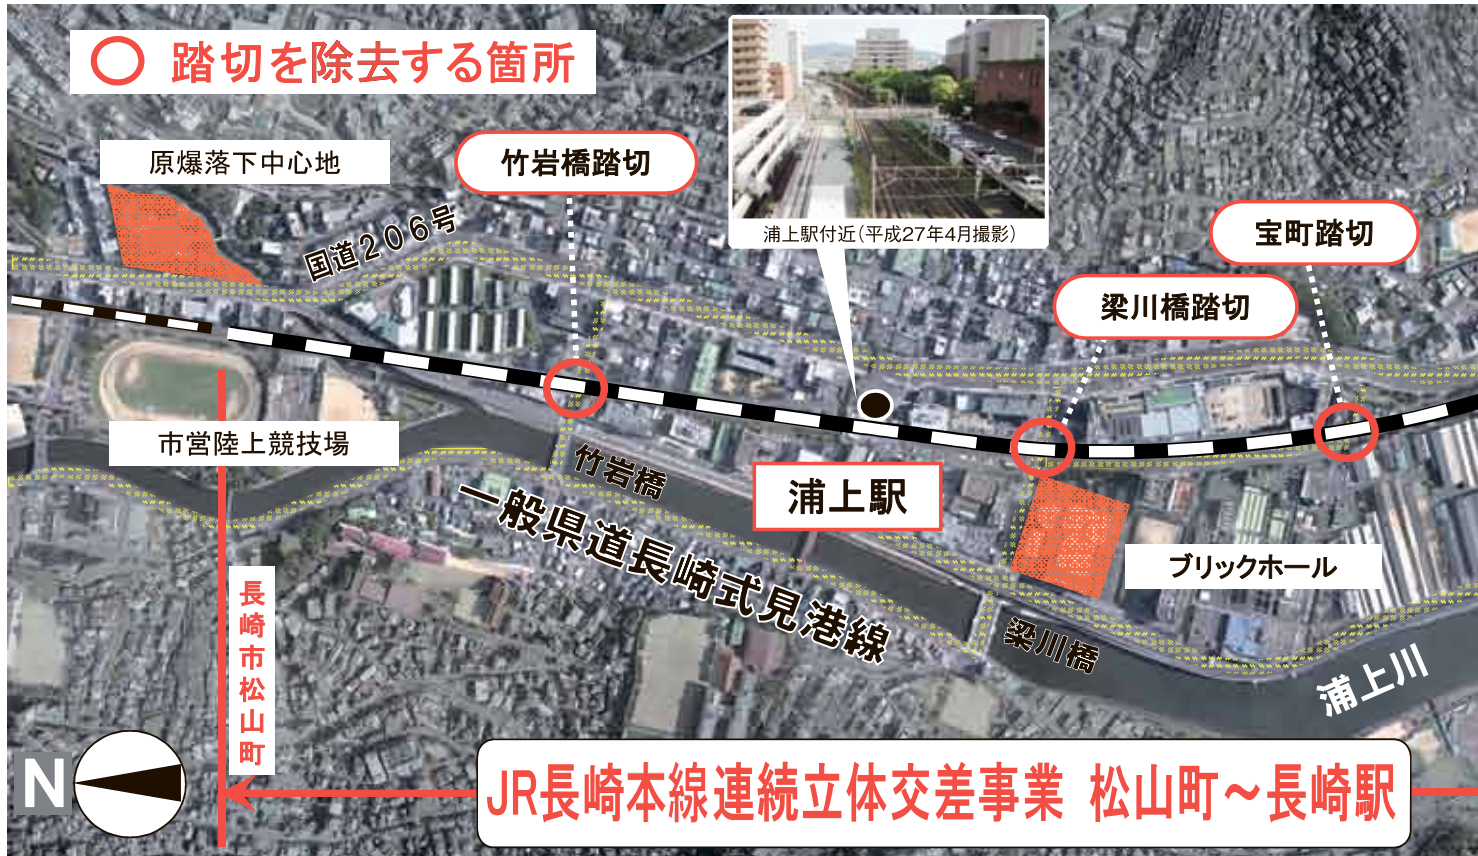 踏切を除去する箇所
原爆落下中心地
竹岩橋踏切
国道206号
浦上駅付近(平成27年4月撮影)
宝町踏切
梁川橋踏切
市営陸上競技場
竹岩橋
浦上駅
一般県道長崎式見港線
ブリックホール
梁川橋
浦上川
長崎市松山町
N
JR長崎本線連続立体交差事業 松山町～長崎駅